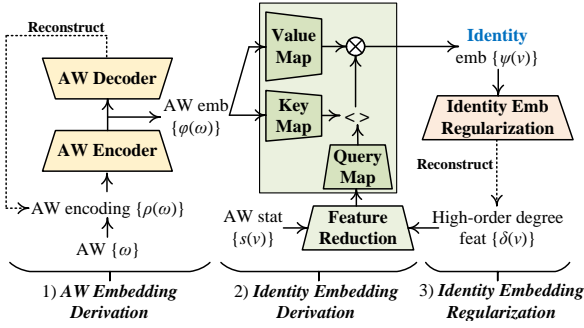 Reconstruct
AW Decoder
AW Encoder
AW emb
{φ(ω)}
AW encoding {ρ(ω)}
AW {ω}
1) AW Embedding
Derivation
Value
Map
Key
Map
⊗
< >
Query
Map
AW stat
{s(v)}
Feature
Reduction
2) Identity Embedding
Derivation
Identity
emb {ψ(v)}
Identity Emb
Regularization
Reconstruct
High-order degree
feat {δ(v)}
3) Identity Embedding
Regularization